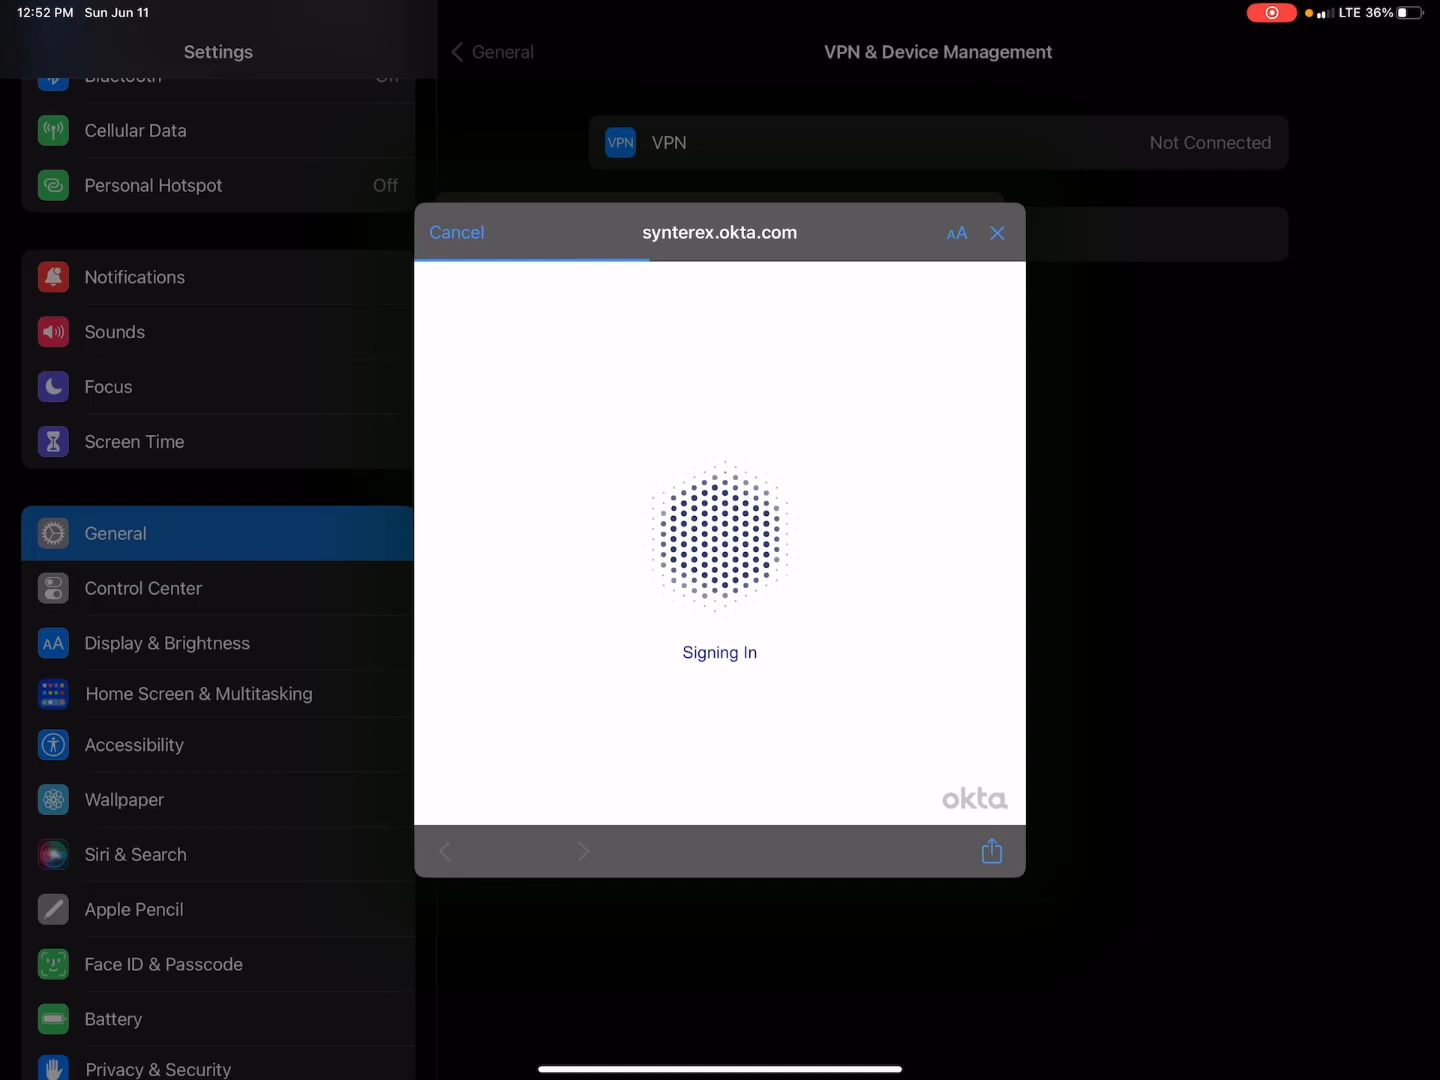 12:52 PM Sun Jun 11
LTE 36%
Settings
General
VPN & Device Management
Bluetooth
Off
Cellular Data
Personal Hotspot
Off
Notifications
Sounds
Focus
Screen Time
General
Control Center
AA
Display & Brightness
Home Screen & Multitasking
Accessibility
Wallpaper
Siri & Search
Apple Pencil
Face ID & Passcode
Battery
Privacy & Security
VPN
VPN
Not Connected
Cancel
synterex.okta.com
AA
Signing In
okta